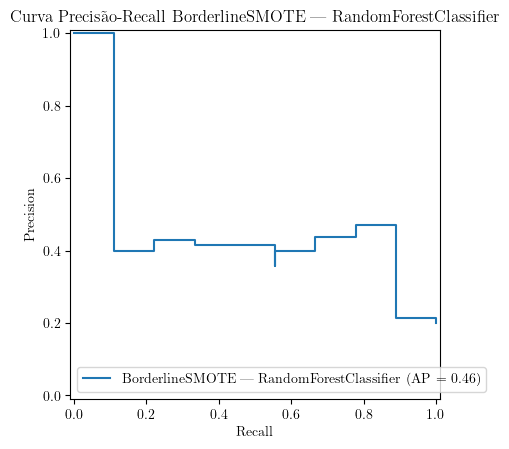 Curva Precisão-Recall BorderlineSMOTE — RandomForestClassifier
1.0
0.8
0.6
0.4
0.2
0.0
Precision
BorderlineSMOTE — RandomForestClassifier (AP = 0.46)
0.0 0.2 0.4 0.6 0.8 1.0
Recall